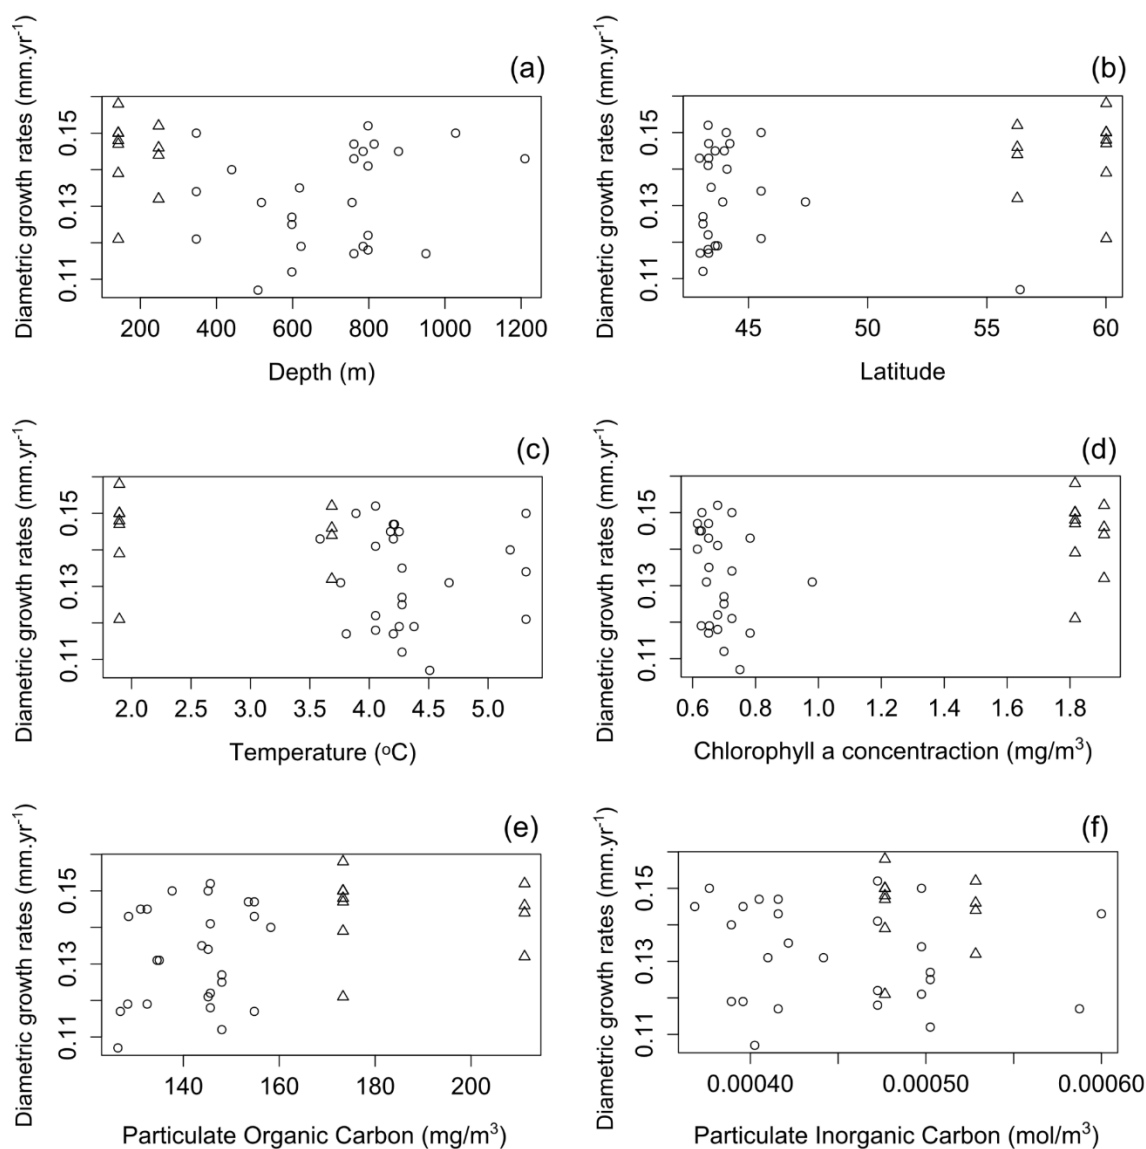 (a)
Diametric growth rates (mm.yr-1)
0.11 0.13 0.15
200 400 600 800 1000 1200
Depth (m)
(b)
Diametric growth rates (mm.yr-1)
0.11 0.13 0.15
45 50 55 60
Latitude
(c)
Diametric growth rates (mm.yr-1)
0.11 0.13 0.15
2.0 2.5 3.0 3.5 4.0 4.5 5.0
Temperature (oC)
(d)
Diametric growth rates (mm.yr-1)
0.11 0.13 0.15
0.6 0.8 1.0 1.2 1.4 1.6 1.8
Chlorophyll a concentraction (mg/m3)
(e)
Diametric growth rates (mm.yr-1)
0.11 0.13 0.15
140 160 180 200
Particulate Organic Carbon (mg/m3)
(f)
Diametric growth rates (mm.yr-1)
0.11 0.13 0.15
0.00040 0.00050 0.00060
Particulate Inorganic Carbon (mol/m3)